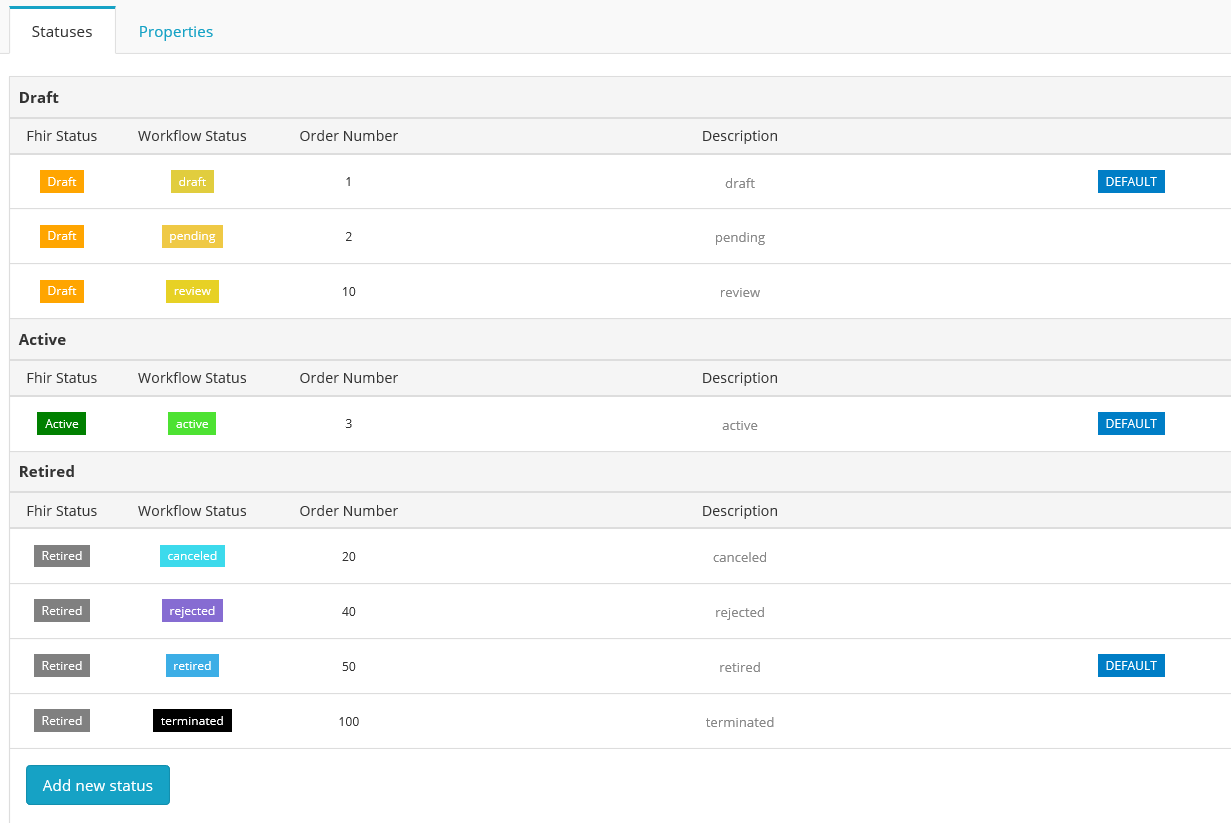 Statuses Properties
Draft
Fhir Status Workflow Status Order Number Description
Draft draft 1 draft DEFAULT
Draft pending 2 pending
Draft review 10 review
Active
Fhir Status Workflow Status Order Number Description
Active active 3 active DEFAULT
Retired
Fhir Status Workflow Status Order Number Description
Retired canceled 20 canceled
Retired rejected 40 rejected
Retired retired 50 retired DEFAULT
Retired terminated 100 terminated
Add new status